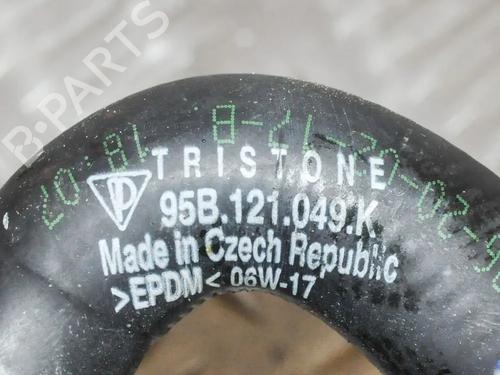 TRISTONE
95B.121.049.K
Made in Czech Republic
>EPDM< 06W-17
B-PARTS